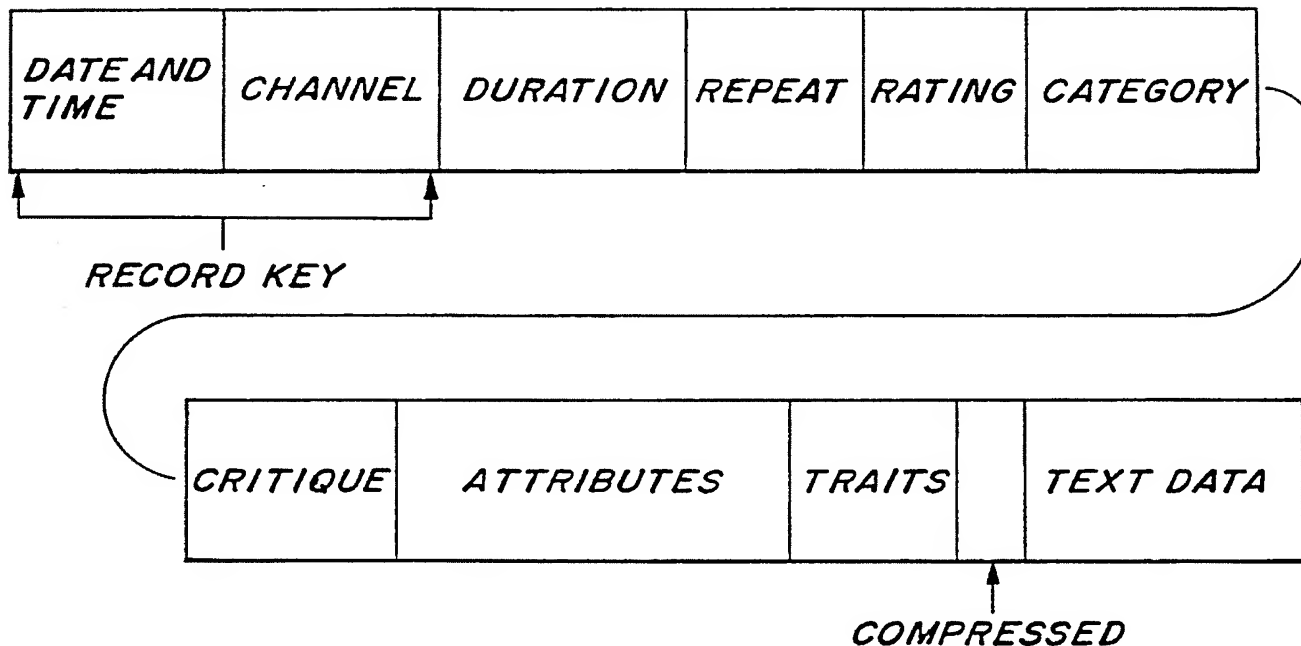 DATE AND
TIME
CHANNEL
DURATION
REPEAT
RATING
CATEGORY
RECORD KEY
CRITIQUE
ATTRIBUTES
TRAITS
TEXT DATA
COMPRESSED